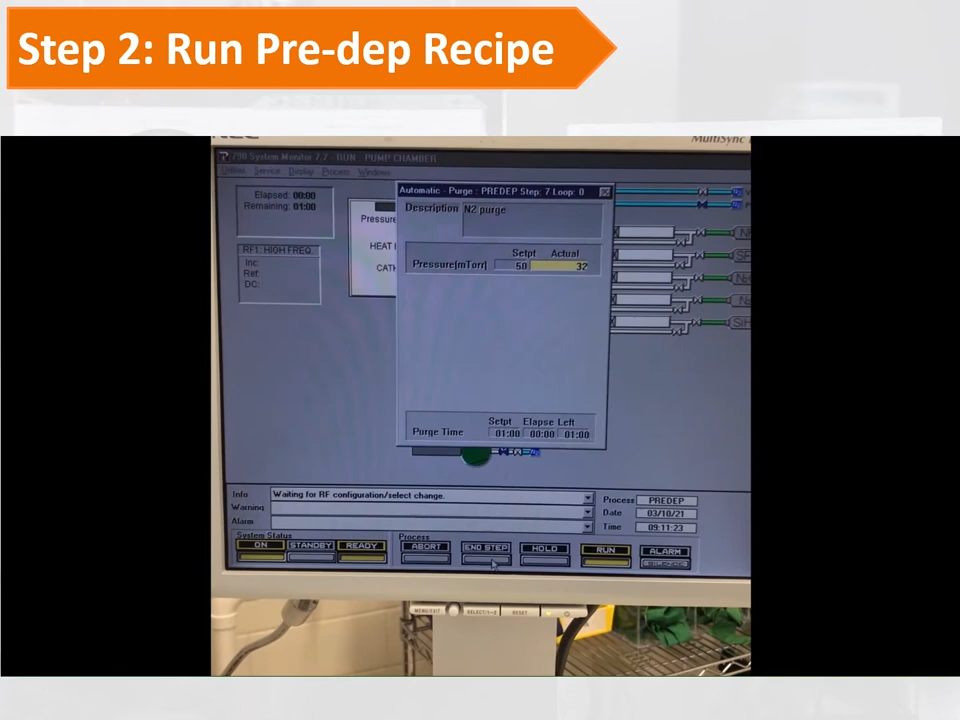 Step 2: Run Pre-dep Recipe
NEC
MultiSync
790 System Monitor 7.7 - RUN : PUMP CHAMBER
Utilities Service Display Process Windows
Elapsed: 00:00
Remaining: 01:00
RF1: HIGH FREQ.
Inc:
Ref:
DC:
Pressure
HEAT
CATH
Automatic - Purge : PREDEP Step: 7 Loop: 0
Description N2 purge
Setpt Actual
Pressure(mTorr) 50 32
Setpt Elapse Left
Purge Time 01:00 00:00 01:00
Info Waiting for RF configuration/select change.
Warning
Alarm
Process PREDEP
Date 03/10/21
Time 09:11:23
System Status
ON STANDBY READY
Process
ABORT END STEP HOLD RUN
ALARM
SILENCE
MENU/EXIT SELECT/1-2 RESET